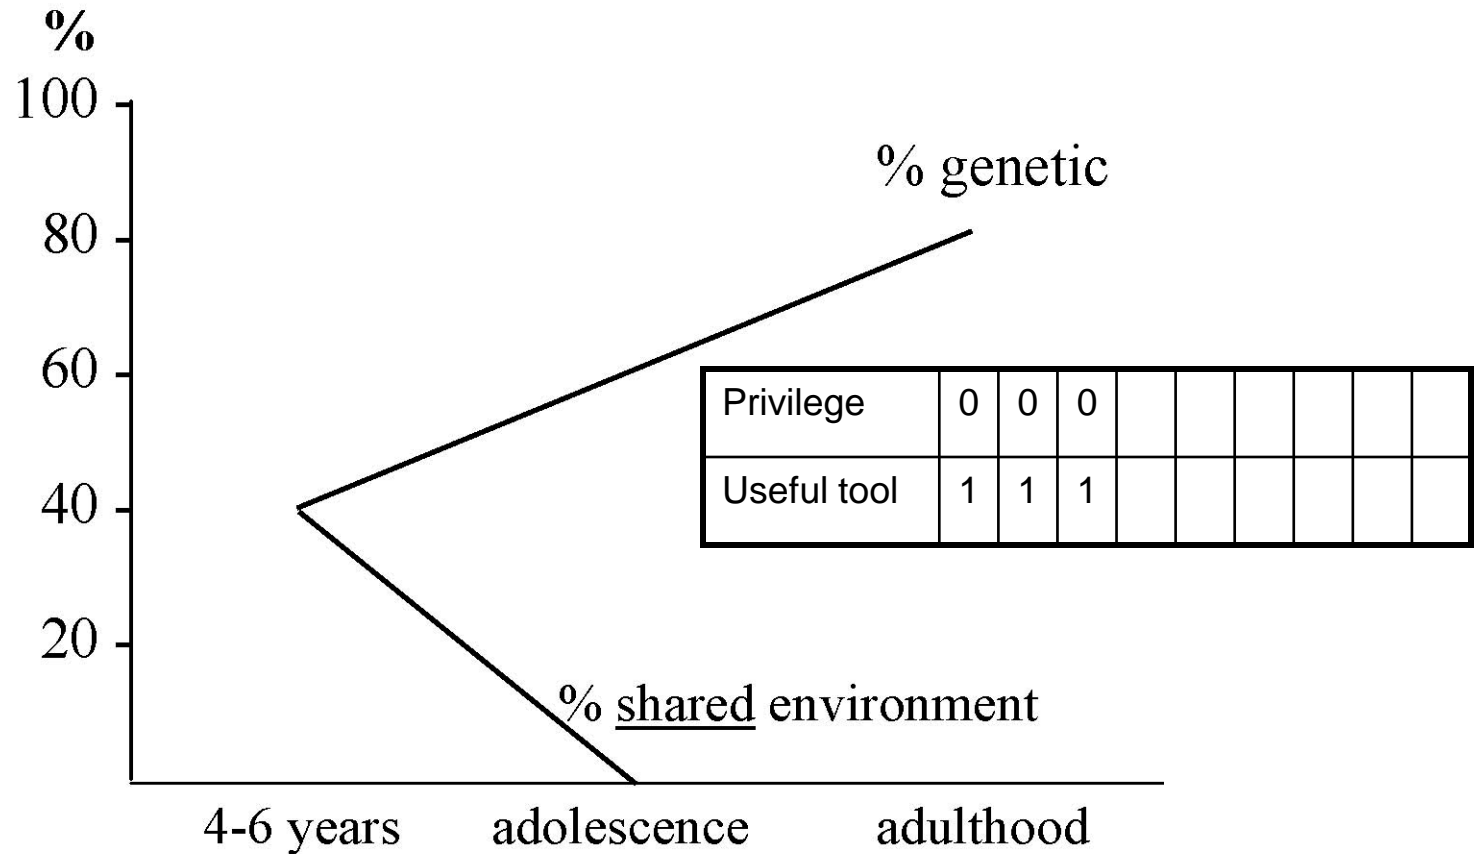 %
100
% genetic
80
60
Privilege 0 0 0
Useful tool 1 1 1
40
20
% shared environment
4-6 years adolescence adulthood